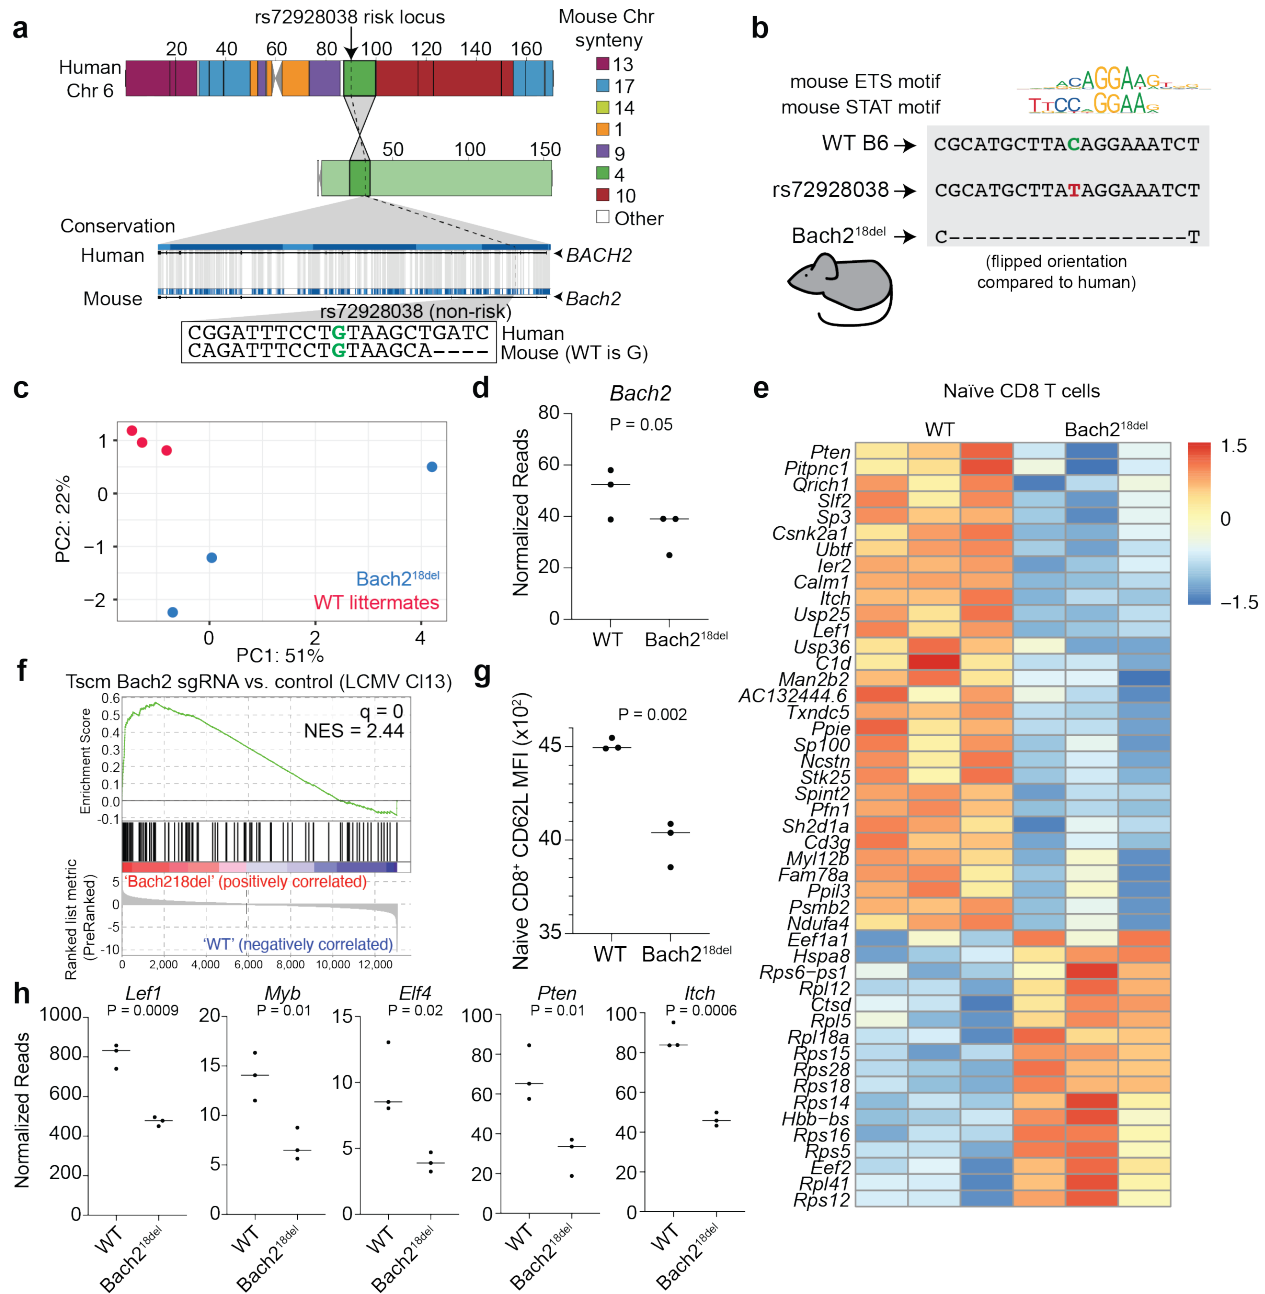 a
rs72928038 risk locus
20 40 60 80 100 120 140 160
Human
Chr 6
50 100 150
Mouse Chr
synteny
13
17
14
1
9
4
10
Other
Conservation
Human
BACH2
Mouse
Bach2
rs72928038 (non-risk)
CGGATTTCCTGTAAGCTGATC Human
CAGATTTCCTGTAAGCA---- Mouse (WT is G)
b
mouse ETS motif
mouse STAT motif
WT B6 CGCATGCTTACAGGAAATCT
rs72928038 CGCATGCTTATAGGAAATCT
Bach218del C------------------T
(flipped orientation
compared to human)
c
PC2: 22%
1
0
−1
−2
Bach218del
WT littermates
0 2 4
PC1: 51%
d
Bach2
P = 0.05
Normalized Reads
80
60
40
20
0
WT Bach218del
e
Naïve CD8 T cells
WT Bach218del
Pten
Pitpnc1
Qrich1
Slf2
Sp3
Csnk2a1
Ubtf
Ier2
Calm1
Itch
Usp25
Lef1
Usp36
C1d
Man2b2
AC132444.6
Txndc5
Ppie
Sp100
Ncstn
Stk25
Spint2
Pfn1
Sh2d1a
Cd3g
Myl12b
Fam78a
Ppil3
Psmb2
Ndufa4
Eef1a1
Hspa8
Rps6−ps1
Rpl12
Ctsd
Rpl5
Rpl18a
Rps15
Rps28
Rps18
Rps14
Hbb−bs
Rps16
Rps5
Eef2
Rpl41
Rps12
1.5
0
−1.5
f
Tscm Bach2 sgRNA vs. control (LCMV Cl13)
q = 0
NES = 2.44
Enrichment Score
0.6
0.5
0.4
0.3
0.2
0.1
0.0
-0.1
'Bach218del' (positively correlated)
'WT' (negatively correlated)
Ranked list metric
(PreRanked)
5
0
-5
-10
0 2,000 4,000 6,000 8,000 10,000 12,000
g
P = 0.002
Naive CD8+ CD62L MFI (x102)
45
40
35
WT Bach218del
h
Normalized Reads
Lef1
P = 0.0009
1000
800
600
400
200
0
WT
Bach218del
Myb
P = 0.01
20
15
10
5
0
WT
Bach218del
Elf4
P = 0.02
15
10
5
0
WT
Bach218del
Pten
P = 0.01
100
80
60
40
20
0
WT
Bach218del
Itch
P = 0.0006
100
80
60
40
20
0
WT
Bach218del